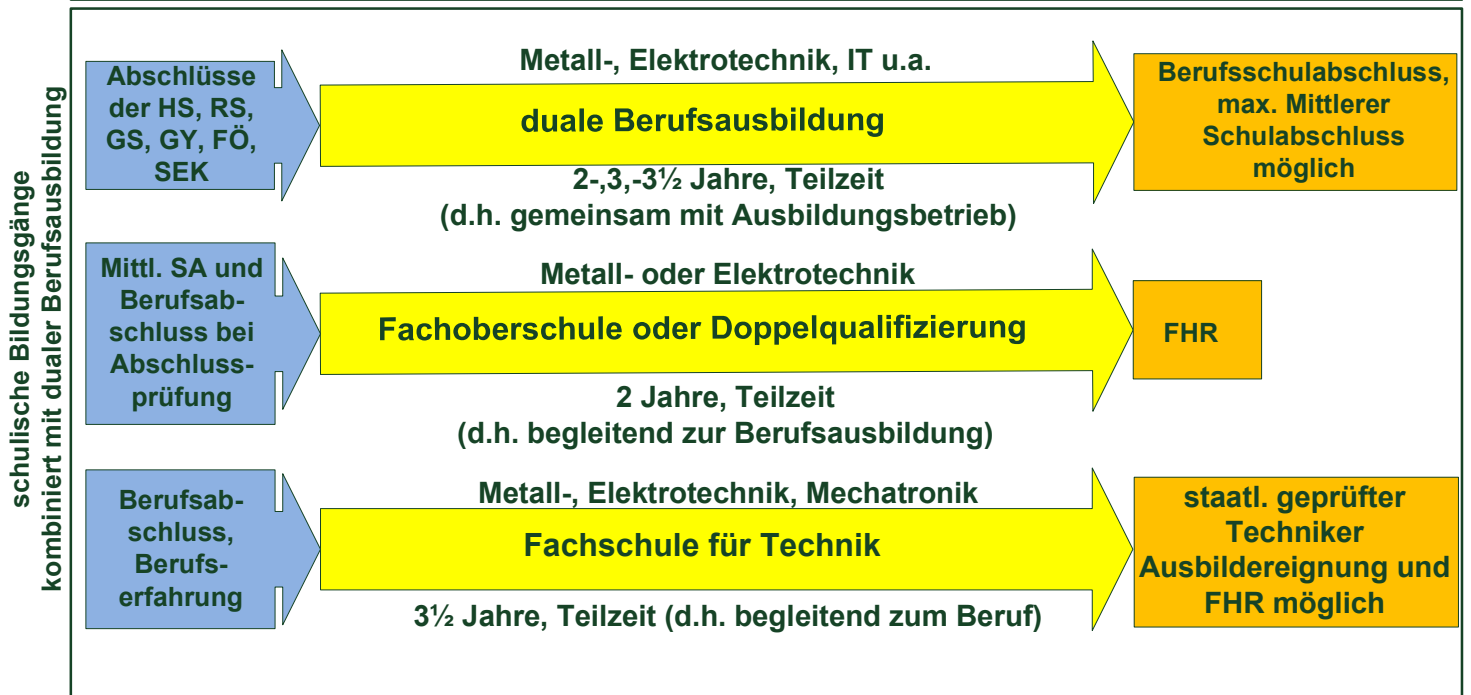 schulische Bildungsgänge
kombiniert mit dualer Berufsausbildung
Abschlüsse
der HS, RS,
GS, GY, FÖ,
SEK
Metall-, Elektrotechnik, IT u.a.
duale Berufsausbildung
2-,3,-3½ Jahre, Teilzeit
(d.h. gemeinsam mit Ausbildungsbetrieb)
Berufsschulabschluss,
max. Mittlerer
Schulabschluss
möglich
Mittl. SA und
Berufsab-
schluss bei
Abschluss-
prüfung
Metall- oder Elektrotechnik
Fachoberschule oder Doppelqualifizierung
2 Jahre, Teilzeit
(d.h. begleitend zur Berufsausbildung)
FHR
Berufsab-
schluss,
Berufs-
erfahrung
Metall-, Elektrotechnik, Mechatronik
Fachschule für Technik
3½ Jahre, Teilzeit (d.h. begleitend zum Beruf)
staatl. geprüfter
Techniker
Ausbildereignung und
FHR möglich